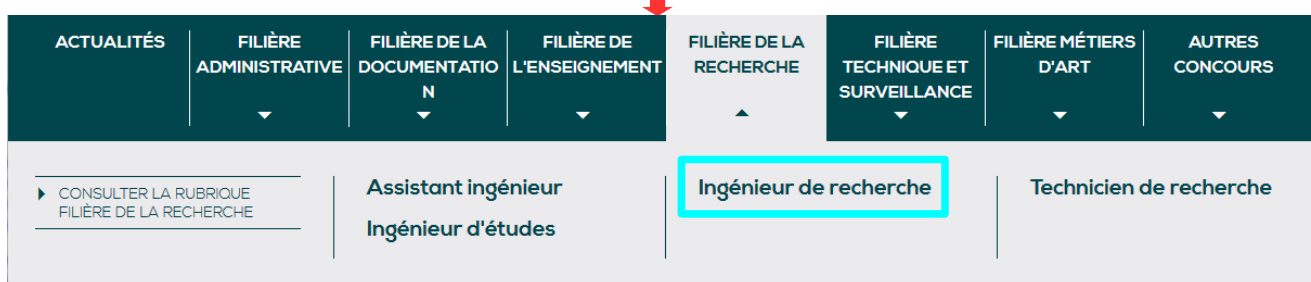 ACTUALITÉS
FILIÈRE
ADMINISTRATIVE
FILIÈRE DE LA
DOCUMENTATIO
N
FILIÈRE DE
L'ENSEIGNEMENT
FILIÈRE DE LA
RECHERCHE
FILIÈRE
TECHNIQUE ET
SURVEILLANCE
FILIÈRE MÉTIERS
D'ART
AUTRES
CONCOURS
CONSULTER LA RUBRIQUE
FILIÈRE DE LA RECHERCHE
Assistant ingénieur
Ingénieur d'études
Ingénieur de recherche
Technicien de recherche